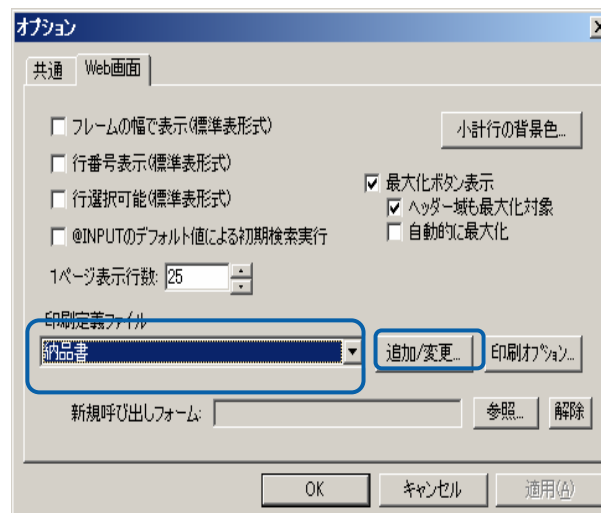 オプション
共通 Web画面
フレームの幅で表示(標準表形式)
小計行の背景色...
行番号表示(標準表形式)
最大化ボタン表示
行選択可能(標準表形式)
ヘッダー域も最大化対象
@INPUTのデフォルト値による初期検索実行
自動的に最大化
1ページ表示行数: 25
印刷定義ファイル
納品書 追加/変更... 印刷オプション...
新規呼び出しフォーム: 参照... 解除
OK キャンセル 適用(A)